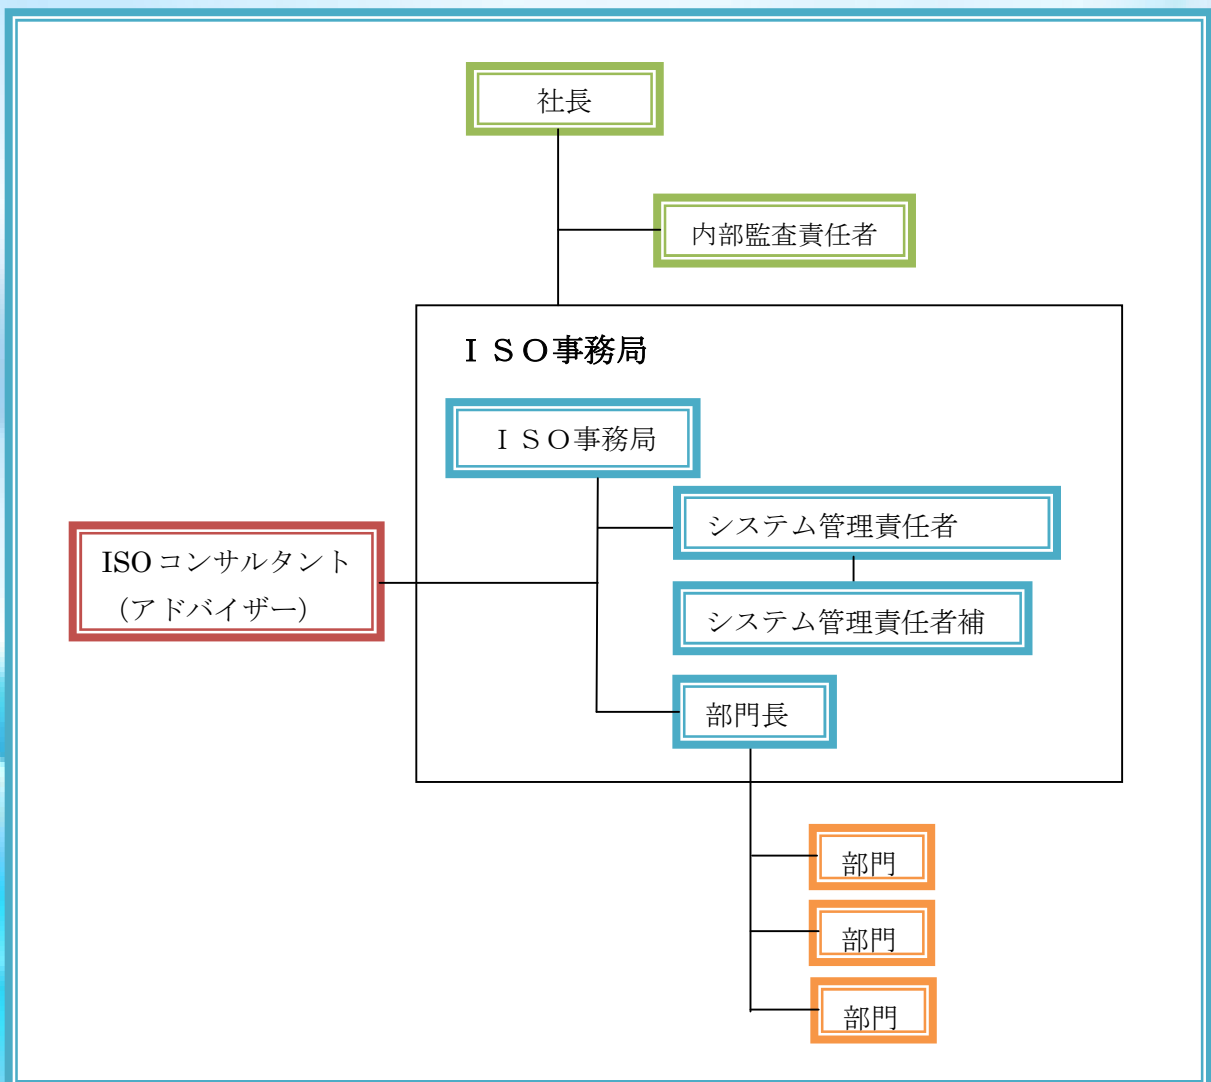 社長
内部監査責任者
ＩＳＯ事務局
ＩＳＯ事務局
システム管理責任者
ISO コンサルタント
（アドバイザー）
システム管理責任者補
部門長
部門
部門
部門